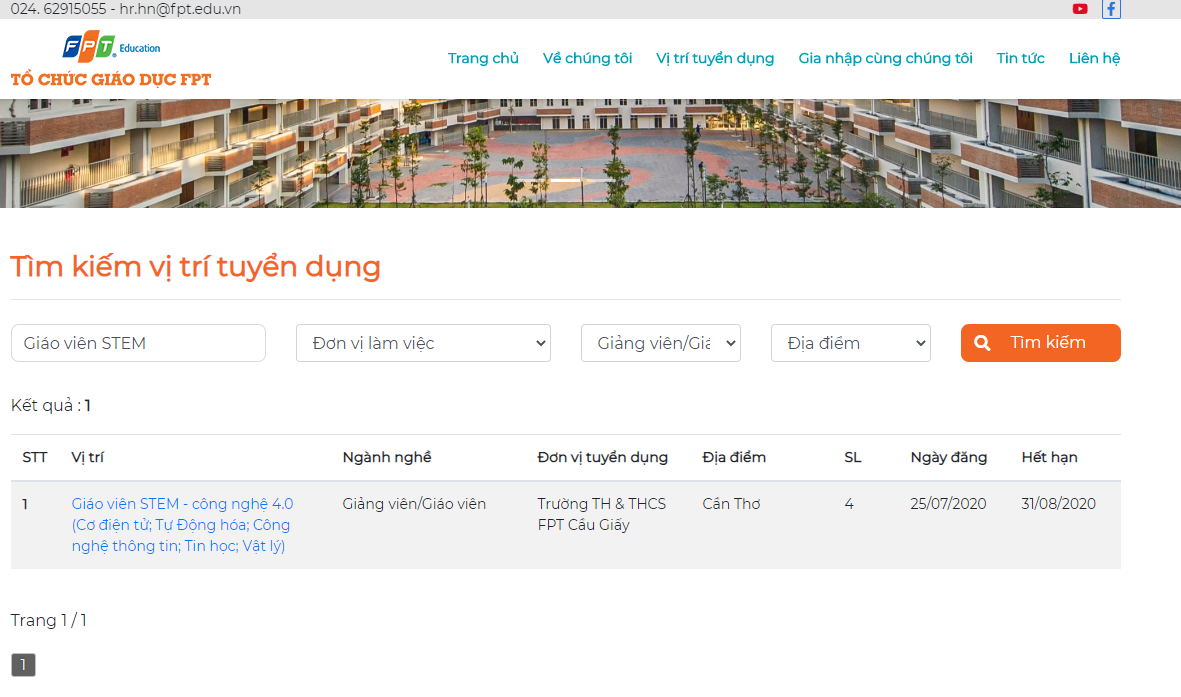 024. 62915055 - hr.hn@fpt.edu.vn
FPT Education
TỔ CHỨC GIÁO DỤC FPT
Trang chủ Về chúng tôi Vị trí tuyển dụng Gia nhập cùng chúng tôi Tin tức Liên hệ
Tìm kiếm vị trí tuyển dụng
Giáo viên STEM Đơn vị làm việc Giảng viên/Giá Địa điểm Tìm kiếm
Kết quả : 1
STT Vị trí Ngành nghề Đơn vị tuyển dụng Địa điểm SL Ngày đăng Hết hạn
1 Giáo viên STEM - công nghệ 4.0 Giảng viên/Giáo viên Trường TH & THCS Cần Thơ 4 25/07/2020 31/08/2020
(Cơ điện tử; Tự Động hóa; Công FPT Cầu Giấy
nghệ thông tin; Tin học; Vật lý)
Trang 1 / 1
1